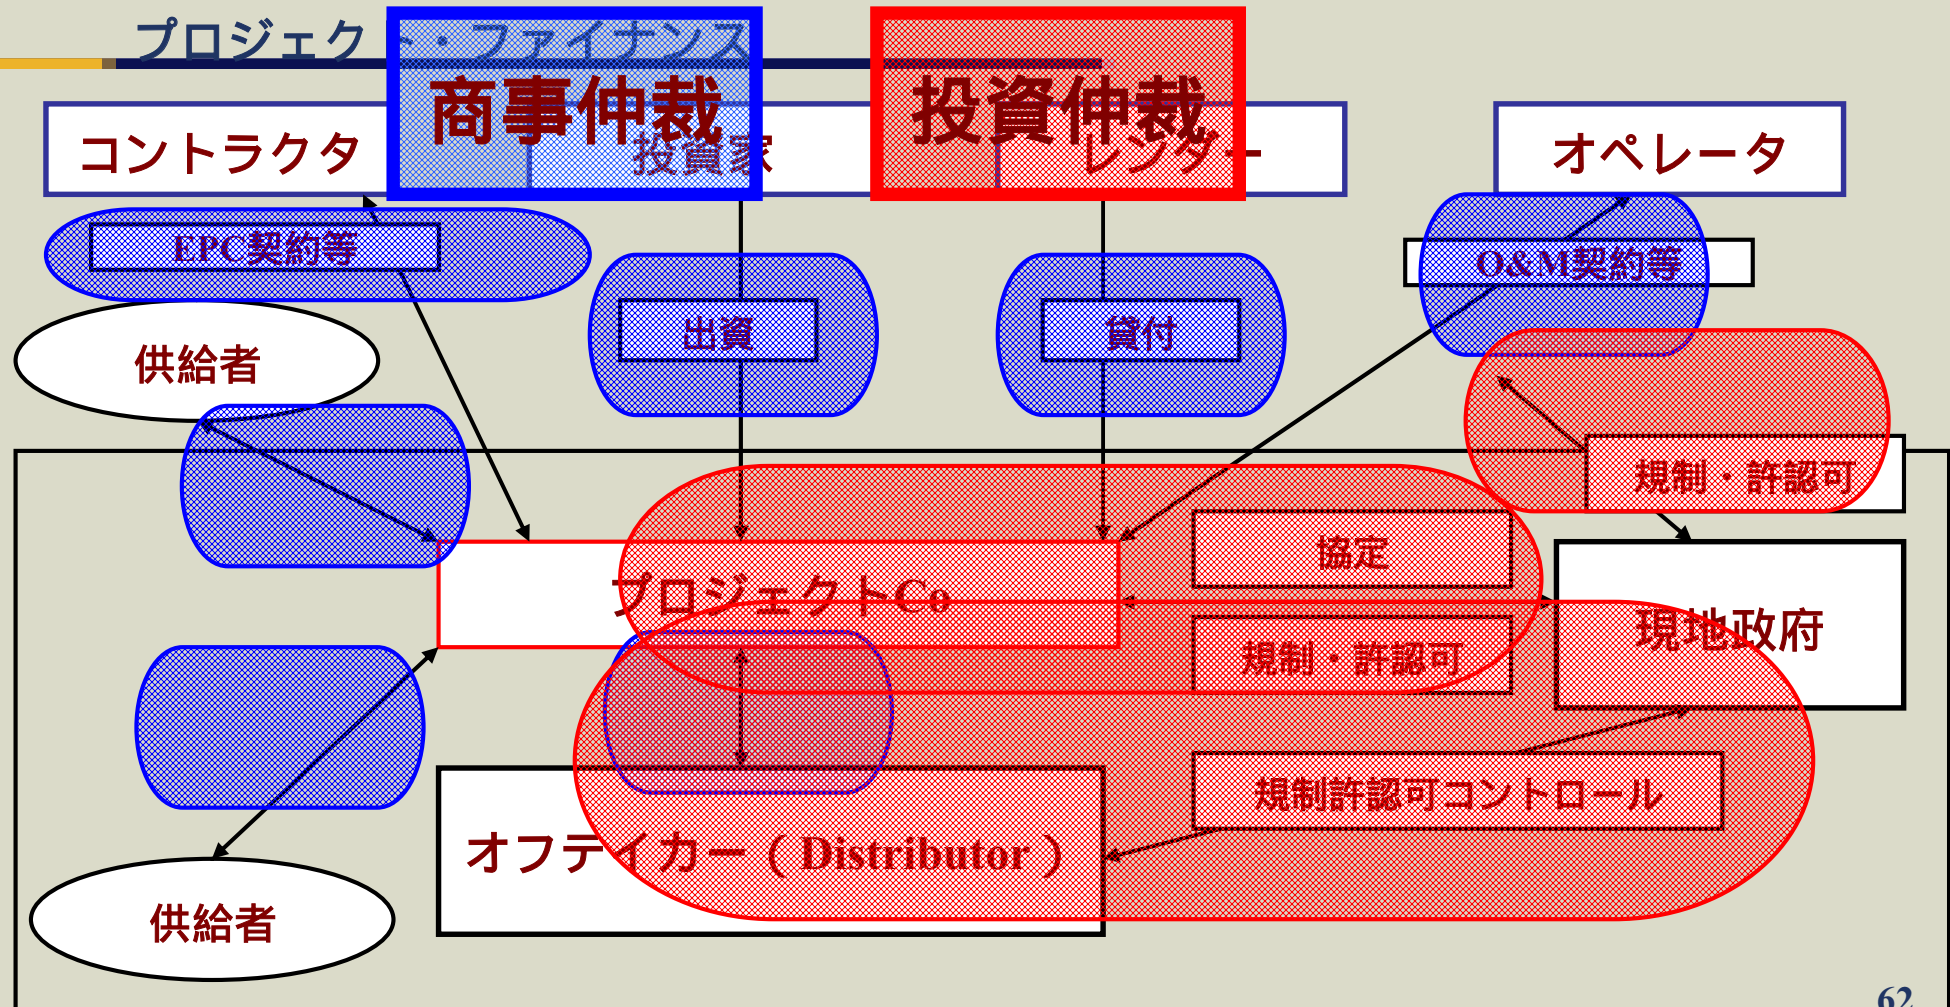 プロジェクト・ファイナンス
商事仲裁
投資仲裁
コントラクタ
投資家
レンダー
オペレータ
EPC契約等
O&M契約等
出資
貸付
供給者
規制・許認可
協定
プロジェクトCo
現地政府
規制・許認可
規制許認可コントロール
オフテイカー（Distributor）
供給者
62